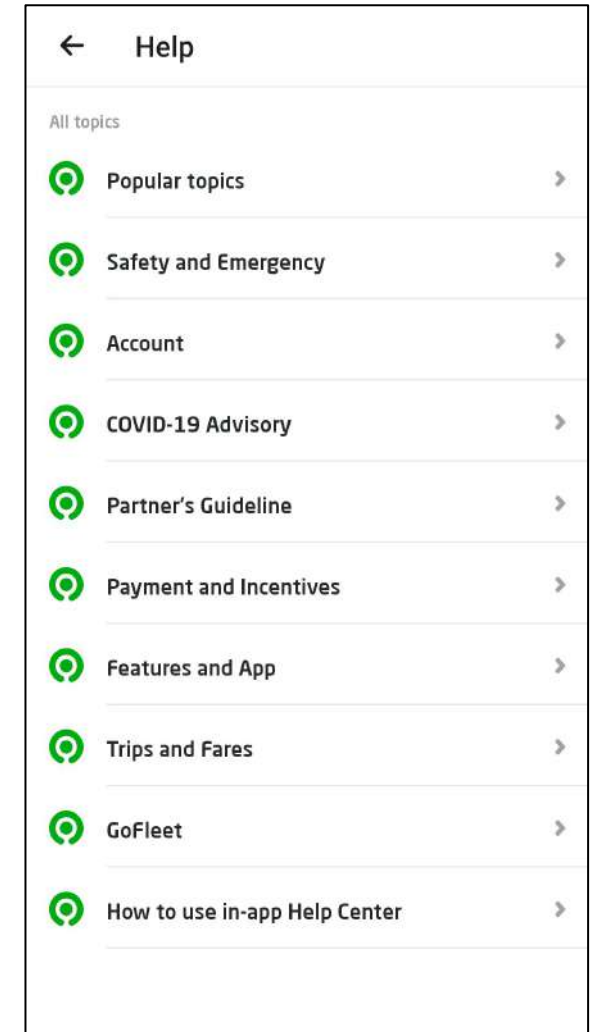 Help
All topics
Popular topics
Safety and Emergency
Account
COVID-19 Advisory
Partner's Guideline
Payment and Incentives
Features and App
Trips and Fares
GoFleet
How to use in-app Help Center